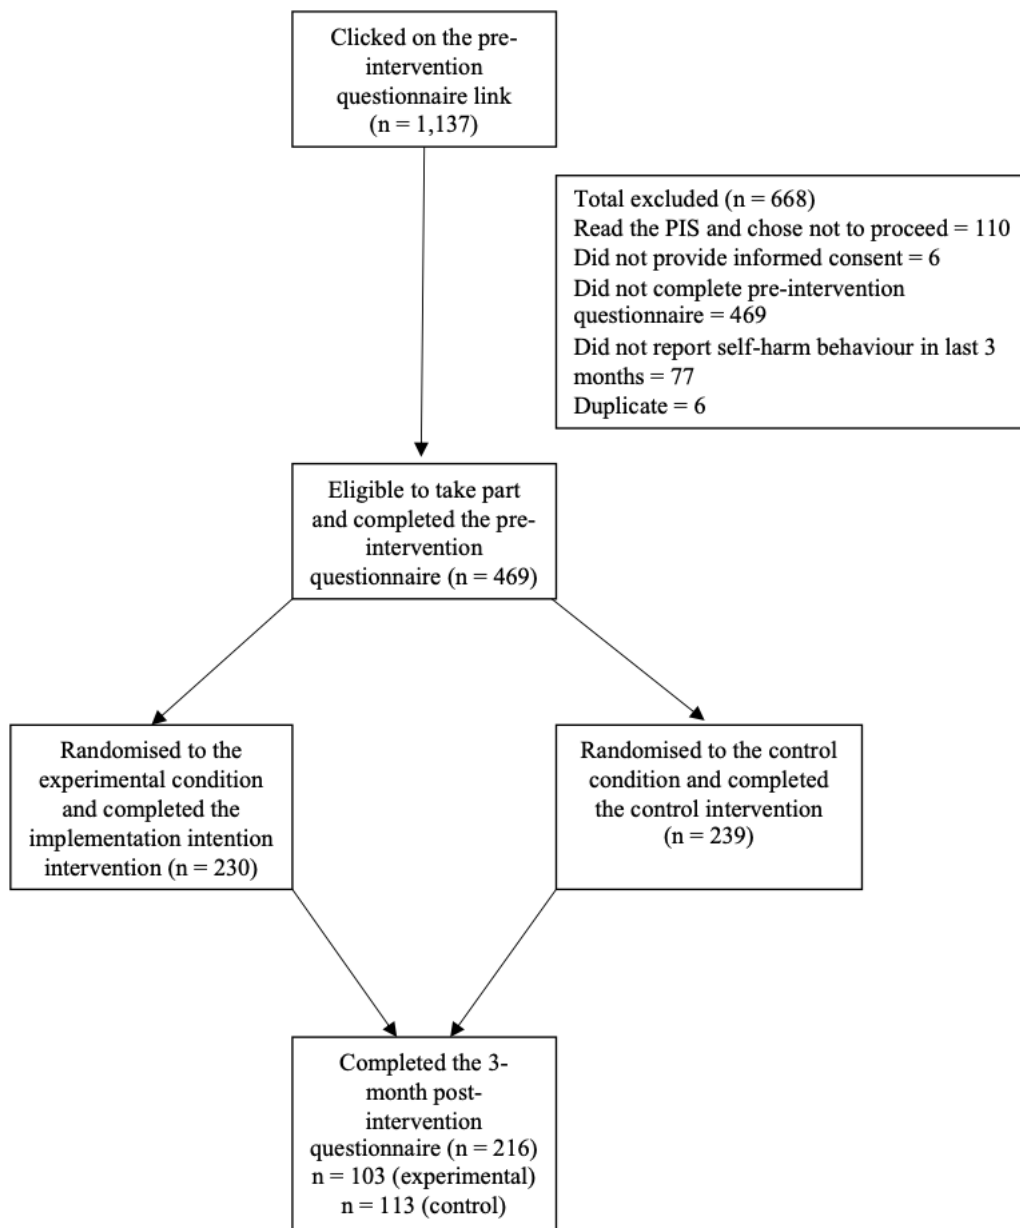 Clicked on the pre-
intervention
questionnaire link
(n = 1,137)
Total excluded (n = 668)
Read the PIS and chose not to proceed = 110
Did not provide informed consent = 6
Did not complete pre-intervention
questionnaire = 469
Did not report self-harm behaviour in last 3
months = 77
Duplicate = 6
Eligible to take part
and completed the pre-
intervention
questionnaire (n = 469)
Randomised to the
experimental condition
and completed the
implementation intention
intervention (n = 230)
Randomised to the control
condition and completed
the control intervention
(n = 239)
Completed the 3-
month post-
intervention
questionnaire (n = 216)
n = 103 (experimental)
n = 113 (control)